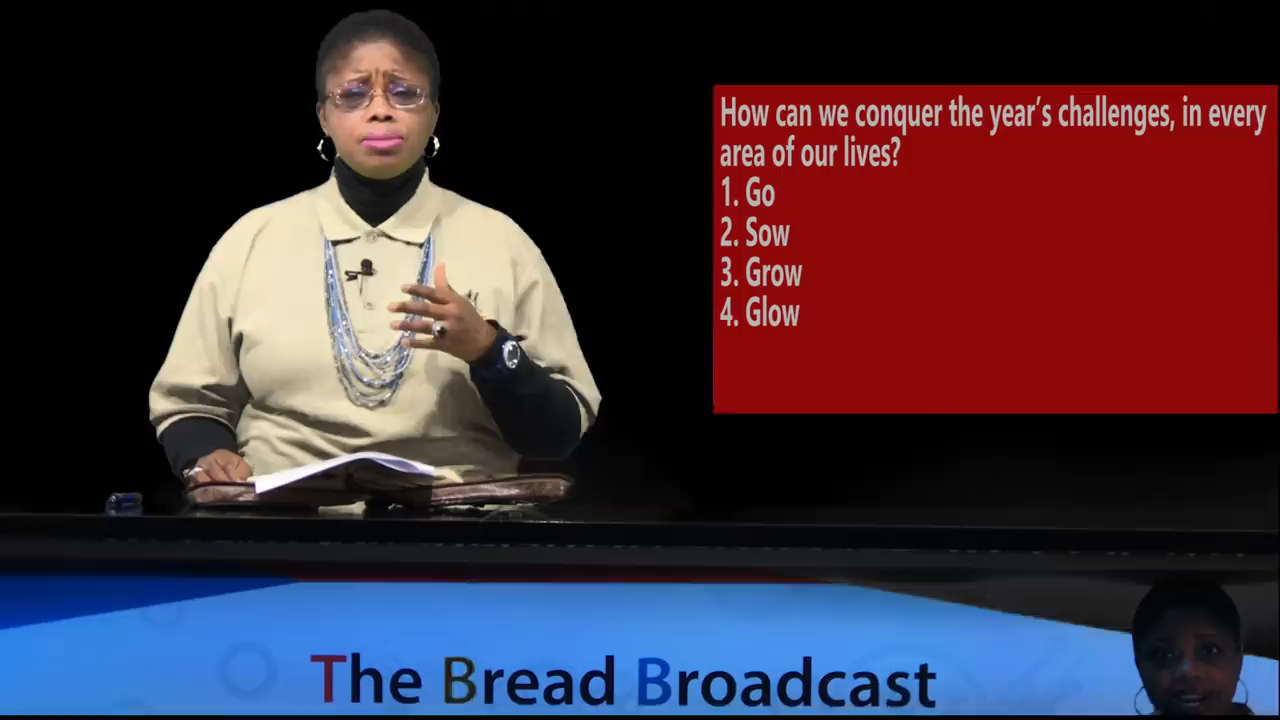 How can we conquer the year's challenges, in every
area of our lives?
1. Go
2. Sow
3. Grow
4. Glow
The Bread Broadcast